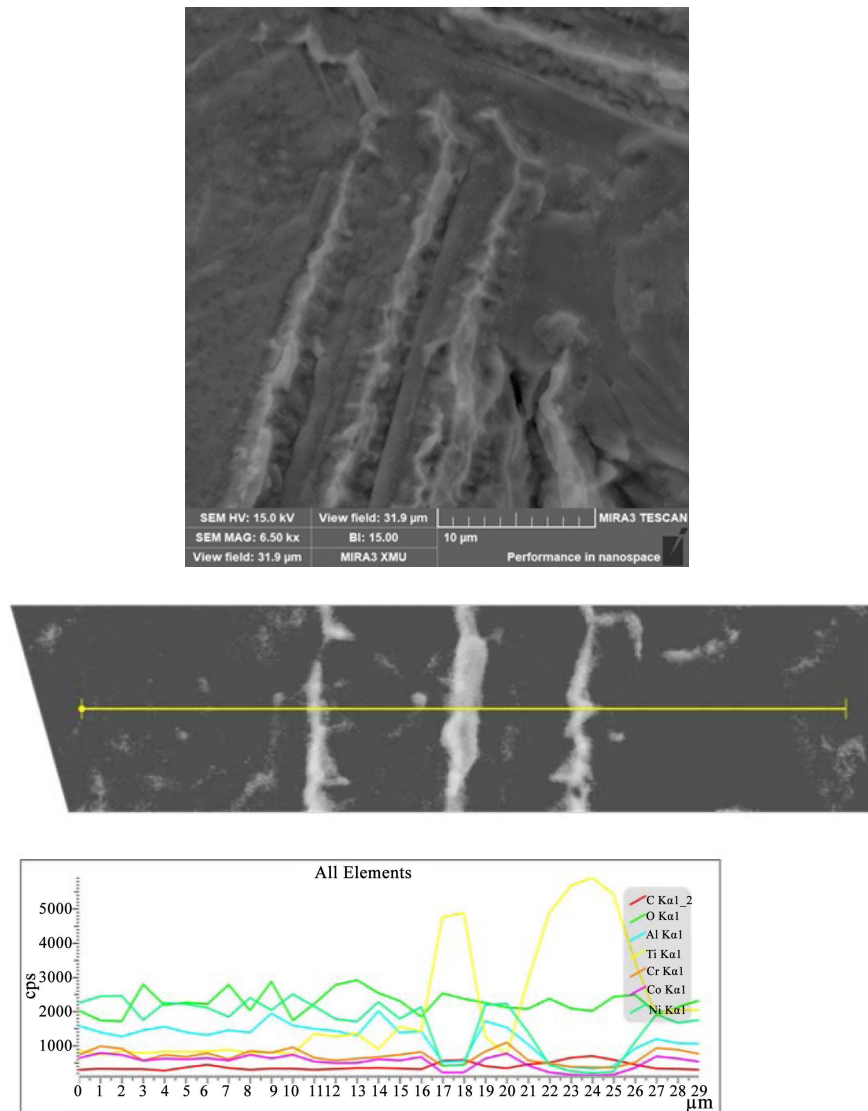 SEM HV: 15.0 kV View field: 31.9 µm MIRA3 TESCAN
SEM MAG: 6.50 kx BI: 15.00 10 µm
View field: 31.9 µm MIRA3 XMU Performance in nanospace
All Elements
5000
4000
3000
2000
1000
cps
C Kα1_2
O Kα1
Al Kα1
Ti Kα1
Cr Kα1
Co Kα1
Ni Kα1
0 1 2 3 4 5 6 7 8 9 10 11 12 13 14 15 16 17 18 19 20 21 22 23 24 25 26 27 28 29
µm